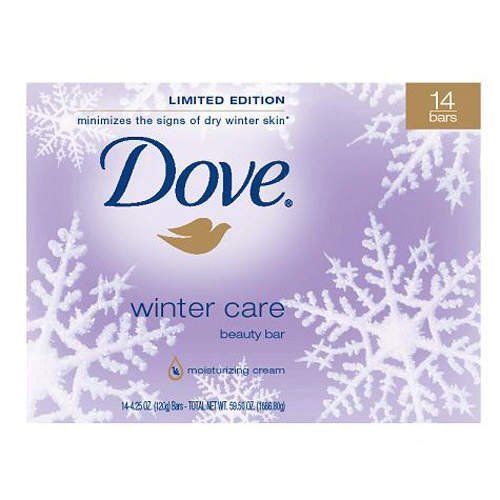 LIMITED EDITION
14
bars
minimizes the signs of dry winter skin*
Dove®
winter care
beauty bar
moisturizing cream
14-4.25 OZ. (120g) Bars - TOTAL NET WT. 59.50 OZ. (1686.80g)